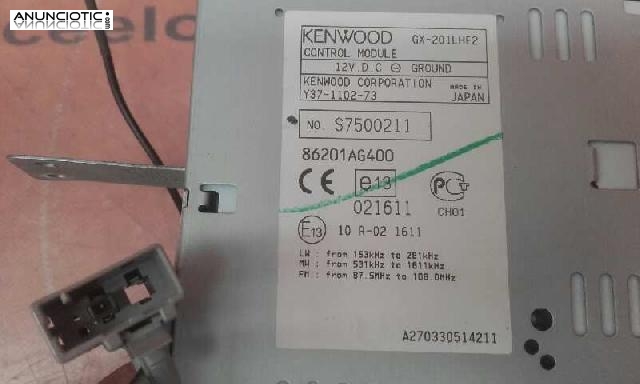 ANUNCIOTIC.com
ccelo
KENWOOD GX-201LHF2
CONTROL MODULE
12V D.C ⊖ GROUND
KENWOOD CORPORATION
Y37-1102-73
MADE IN
JAPAN
NO. S7500211
86201AG400
CE e13 PCT
021611 CH01
E13 10 R-02 1611
LW : from 153kHz to 281kHz
MW : from 531kHz to 1611kHz
FM : from 87.5MHz to 108.0MHz
A270330514211